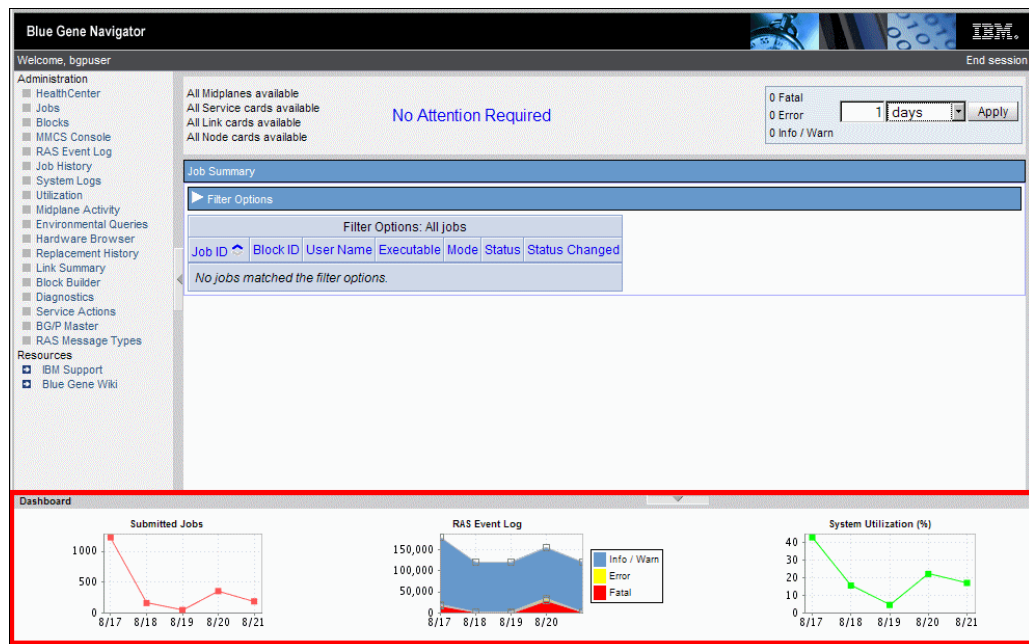 Blue Gene Navigator
IBM.
Welcome, bgpuser
End session
Administration
HealthCenter
Jobs
Blocks
MMCS Console
RAS Event Log
Job History
System Logs
Utilization
Midplane Activity
Environmental Queries
Hardware Browser
Replacement History
Link Summary
Block Builder
Diagnostics
Service Actions
BG/P Master
RAS Message Types
Resources
IBM Support
Blue Gene Wiki
All Midplanes available
All Service cards available
All Link cards available
All Node cards available
No Attention Required
0 Fatal
0 Error
0 Info / Warn
1 days Apply
Job Summary
Filter Options
Filter Options: All jobs
Job ID Block ID User Name Executable Mode Status Status Changed
No jobs matched the filter options.
Dashboard
Submitted Jobs
1000
500
0
8/17 8/18 8/19 8/20 8/21
RAS Event Log
150,000
100,000
50,000
0
8/17 8/18 8/19 8/20
Info / Warn
Error
Fatal
System Utilization (%)
40
30
20
10
0
8/17 8/18 8/19 8/20 8/21